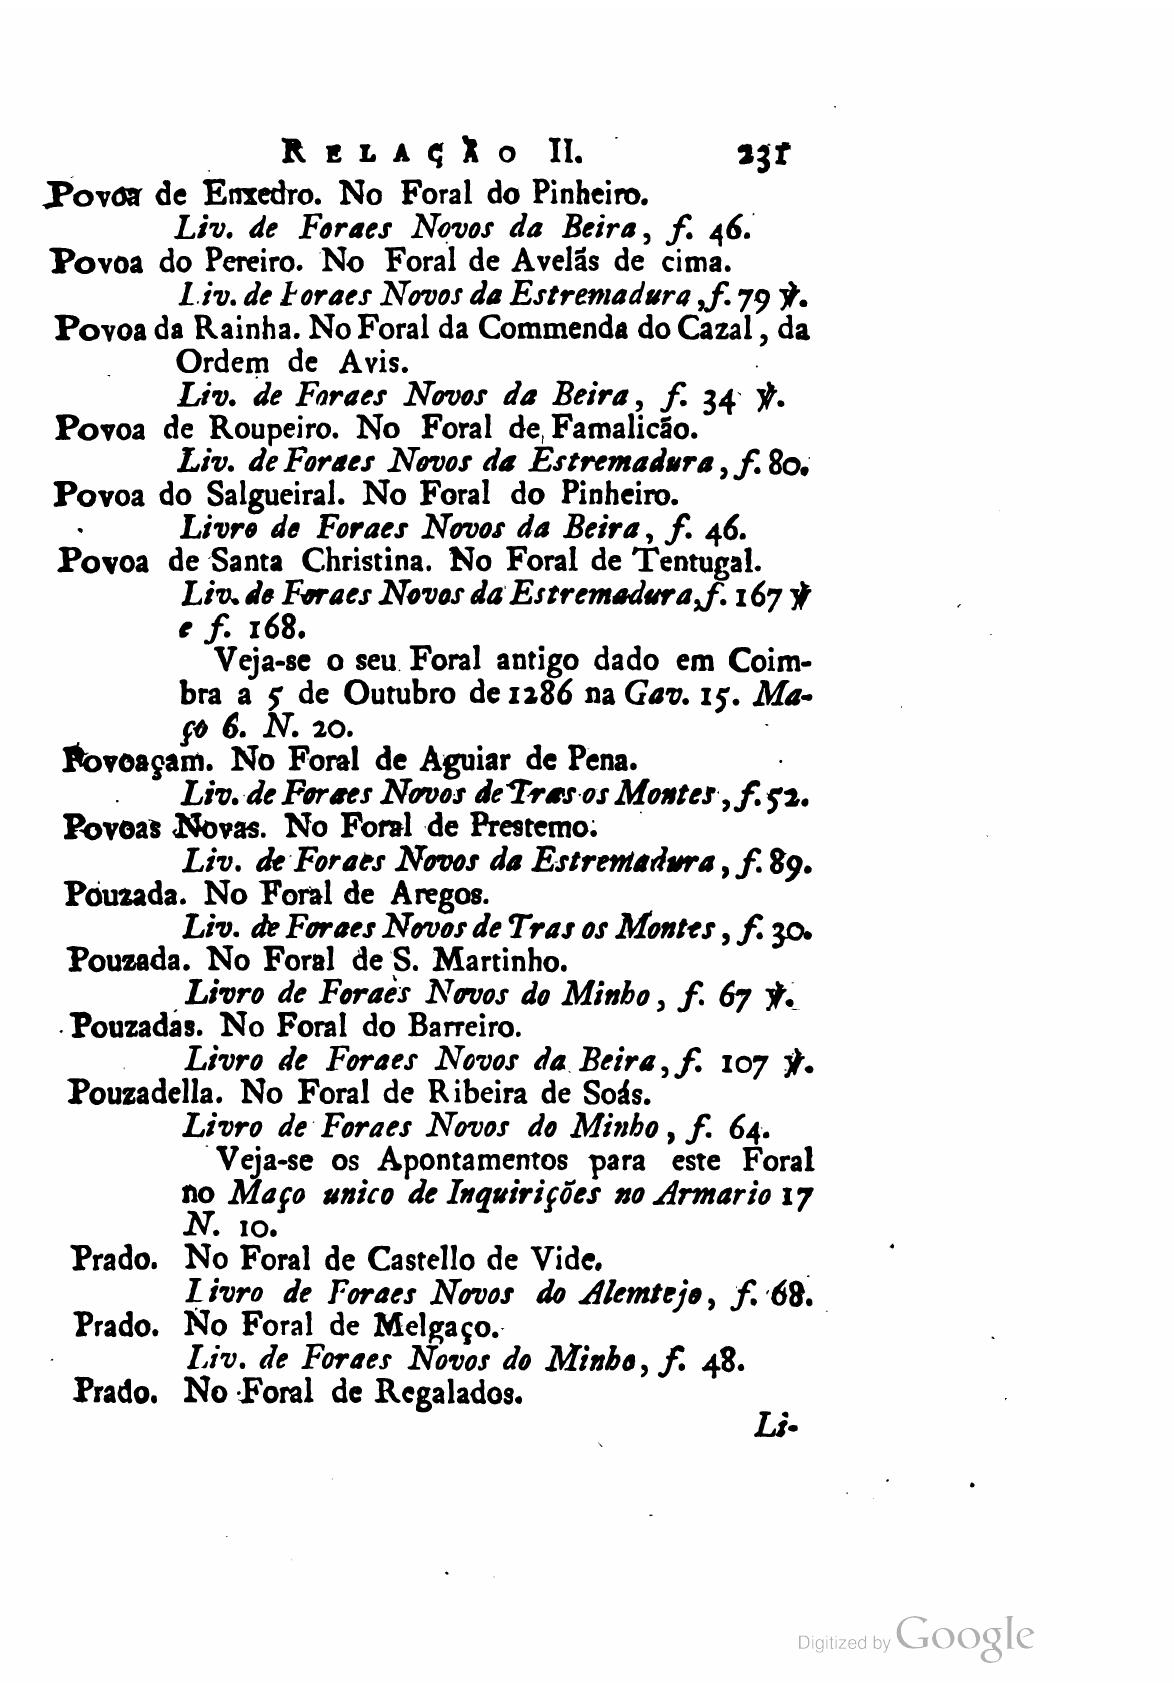 RELAÇÃO II. 231
Povoa de Enxedro. No Foral do Pinheiro.
Liv. de Foraes Novos da Beira, f. 46.
Povoa do Pereiro. No Foral de Avelãs de cima.
Liv. de Foraes Novos da Estremadura, f. 79 ℣.
Povoa da Rainha. No Foral da Commenda do Cazal, da
Ordem de Avis.
Liv. de Foraes Novos da Beira, f. 34 ℣.
Povoa de Roupeiro. No Foral de Famalicão.
Liv. de Foraes Novos da Estremadura, f. 80.
Povoa do Salgueiral. No Foral do Pinheiro.
Livro de Foraes Novos da Beira, f. 46.
Povoa de Santa Christina. No Foral de Tentugal.
Liv. de Foraes Novos da Estremadura, f. 167 ℣
e f. 168.
Veja-se o seu Foral antigo dado em Coim-
bra a 5 de Outubro de 1286 na Gav. 15. Ma-
ço 6. N. 20.
Povoaçam. No Foral de Aguiar de Pena.
Liv. de Foraes Novos de Tras os Montes, f. 52.
Povoas Novas. No Foral de Prestemo.
Liv. de Foraes Novos da Estremadura, f. 89.
Pouzada. No Foral de Aregos.
Liv. de Foraes Novos de Tras os Montes, f. 30.
Pouzada. No Foral de S. Martinho.
Livro de Foraes Novos do Minho, f. 67 ℣.
Pouzadas. No Foral do Barreiro.
Livro de Foraes Novos da Beira, f. 107 ℣.
Pouzadella. No Foral de Ribeira de Soás.
Livro de Foraes Novos do Minho, f. 64.
Veja-se os Apontamentos para este Foral
no Maço unico de Inquirições no Armario 17
N. 10.
Prado. No Foral de Castello de Vide.
Livro de Foraes Novos do Alemtejo, f. 68.
Prado. No Foral de Melgaço.
Liv. de Foraes Novos do Minho, f. 48.
Prado. No Foral de Regalados.
Li-
Digitized by Google